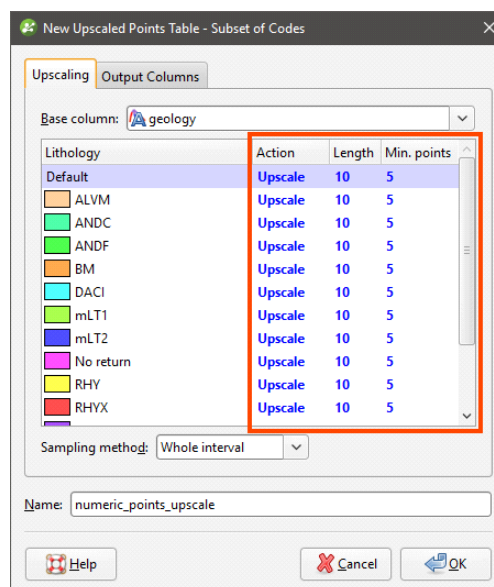 New Upscaled Points Table - Subset of Codes
Upscaling Output Columns
Base column: geology
Lithology Action Length Min. points
Default Upscale 10 5
ALVM Upscale 10 5
ANDC Upscale 10 5
ANDF Upscale 10 5
BM Upscale 10 5
DACI Upscale 10 5
mLT1 Upscale 10 5
mLT2 Upscale 10 5
No return Upscale 10 5
RHY Upscale 10 5
RHYX Upscale 10 5
Sampling method: Whole interval
Name: numeric_points_upscale
Help Cancel OK